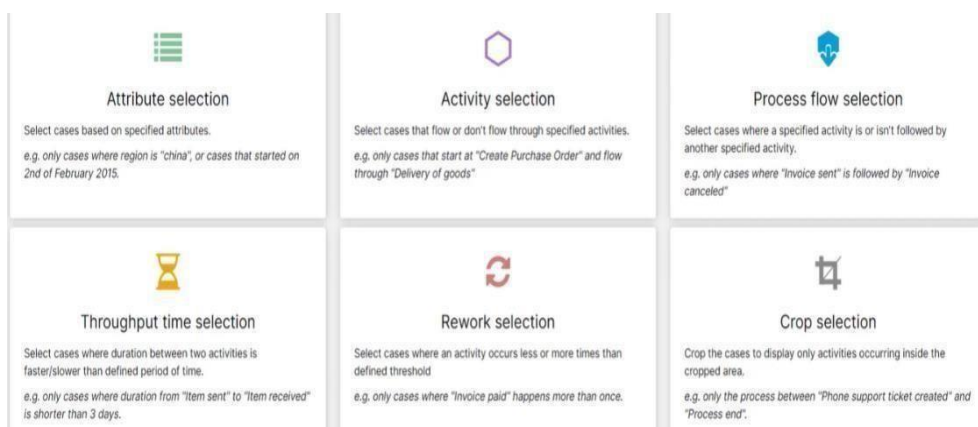 Attribute selection
Select cases based on specified attributes.
e.g. only cases where region is "china", or cases that started on
2nd of February 2015.
Activity selection
Select cases that flow or don't flow through specified activities.
e.g. only cases that start at "Create Purchase Order" and flow
through "Delivery of goods"
Process flow selection
Select cases where a specified activity is or isn't followed by
another specified activity.
e.g. only cases where "Invoice sent" is followed by "Invoice
canceled"
Throughput time selection
Select cases where duration between two activities is
faster/slower than defined period of time.
e.g. only cases where duration from "Item sent" to "Item received"
is shorter than 3 days.
Rework selection
Select cases where an activity occurs less or more times than
defined threshold
e.g. only cases where "Invoice paid" happens more than once.
Crop selection
Crop the cases to display only activities occurring inside the
cropped area.
e.g. only the process between "Phone support ticket created" and
"Process end".